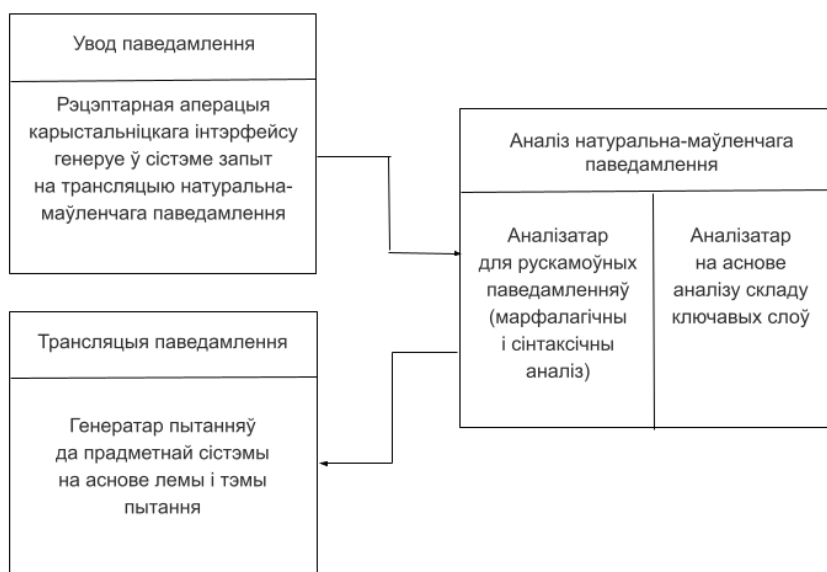 Увод паведамлення
Рэцэптарная аперацыя
карыстальніцкага інтэрфейсу
генеруе ў сістэме запыт
на трансляцыю натуральна-
маўленчага паведамлення
Аналіз натуральна-маўленчага
паведамлення
Аналізатар
для рускамоўных
паведамленняў
(марфалагічны
і сінтаксічны
аналіз)
Аналізатар
на аснове
аналізу складу
ключавых слоў
Трансляцыя паведамлення
Генератар пытанняў
да прадметнай сістэмы
на аснове лемы і тэмы
пытання